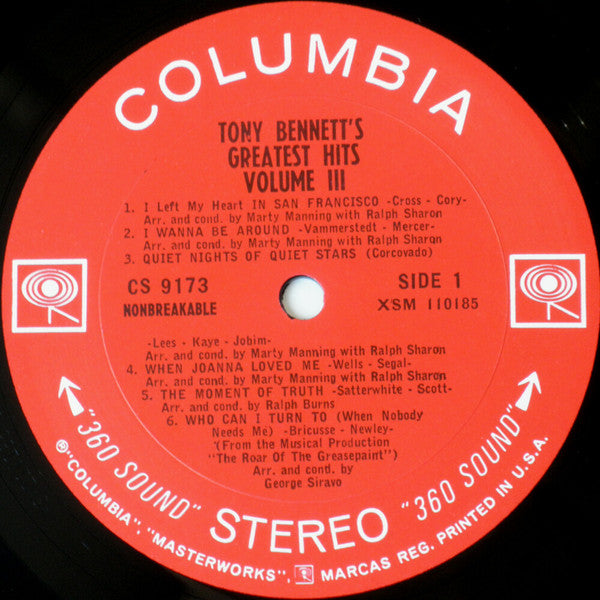 COLUMBIA
TONY BENNETT'S
GREATEST HITS
VOLUME III
1. I Left My Heart IN SAN FRANCISCO -Cross - Cory-
Arr. and cond. by Marty Manning with Ralph Sharon
2. I WANNA BE AROUND -Vammerstedt - Mercer-
Arr. and cond. by Marty Manning with Ralph Sharon
3. QUIET NIGHTS OF QUIET STARS (Corcovado)
CS 9173
NONBREAKABLE
SIDE 1
XSM 110185
-Lees - Kaye - Jobim-
Arr. and cond. by Marty Manning with Ralph Sharon
4. WHEN JOANNA LOVED ME -Wells - Segal-
Arr. and cond. by Marty Manning with Ralph Sharon
5. THE MOMENT OF TRUTH -Satterwhite - Scott-
Arr. and cond. by Ralph Burns
6. WHO CAN I TURN TO (When Nobody
Needs Me) -Bricusse - Newley-
(From the Musical Production
"The Roar Of The Greasepaint")
Arr. and cond. by
George Siravo
"360 SOUND" STEREO "360 SOUND"
®"COLUMBIA", "MASTERWORKS", MARCAS REG. PRINTED IN U.S.A.